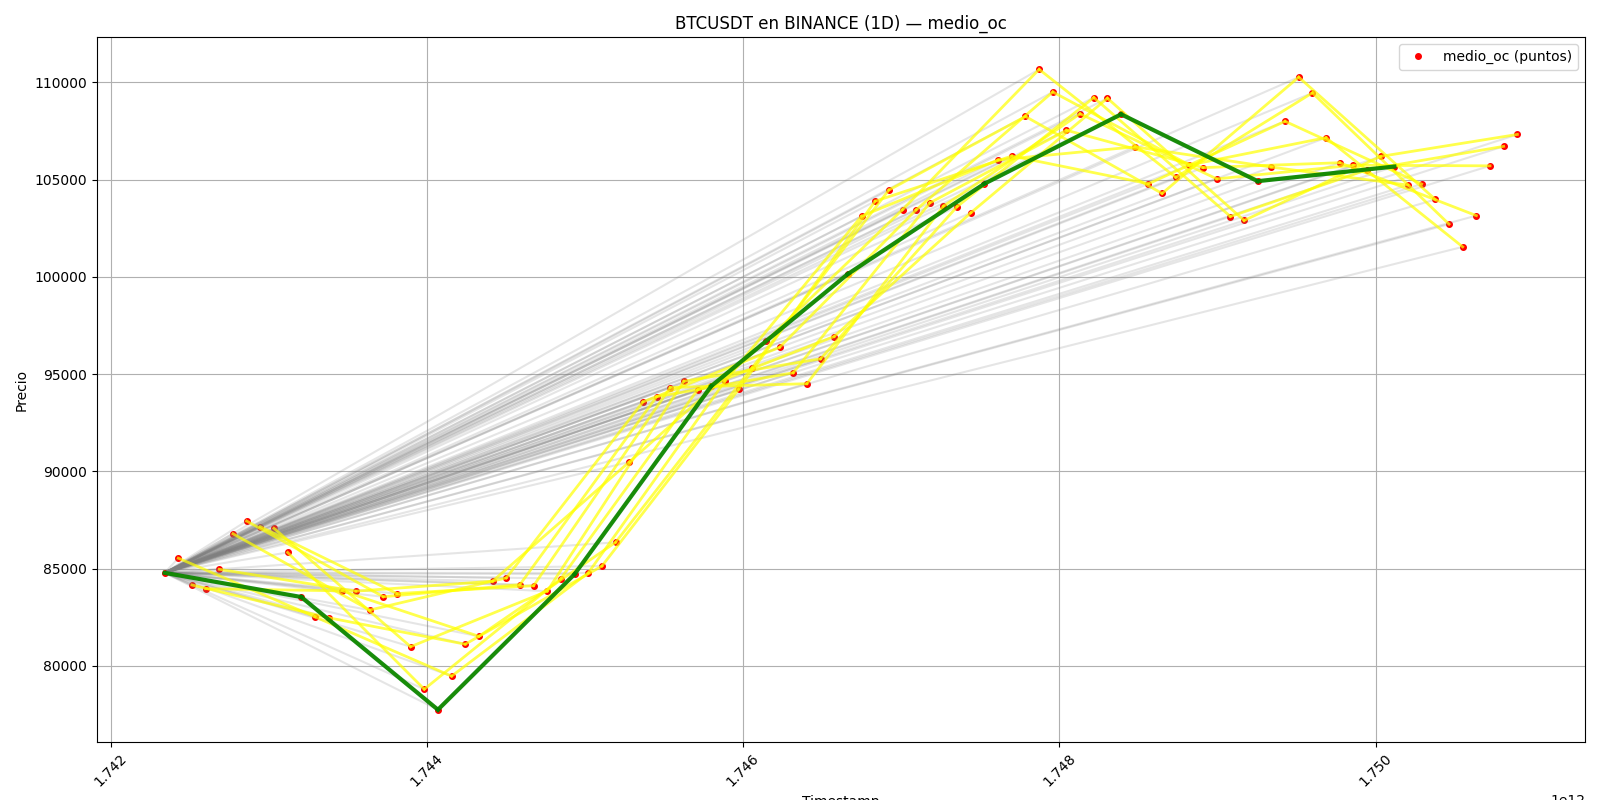 BTCUSDT en BINANCE (1D) — medio_oc
medio_oc (puntos)
110000
105000
100000
95000
90000
85000
80000
Precio
1.742
1.744
1.746
1.748
1.750
Timestamp
1e12